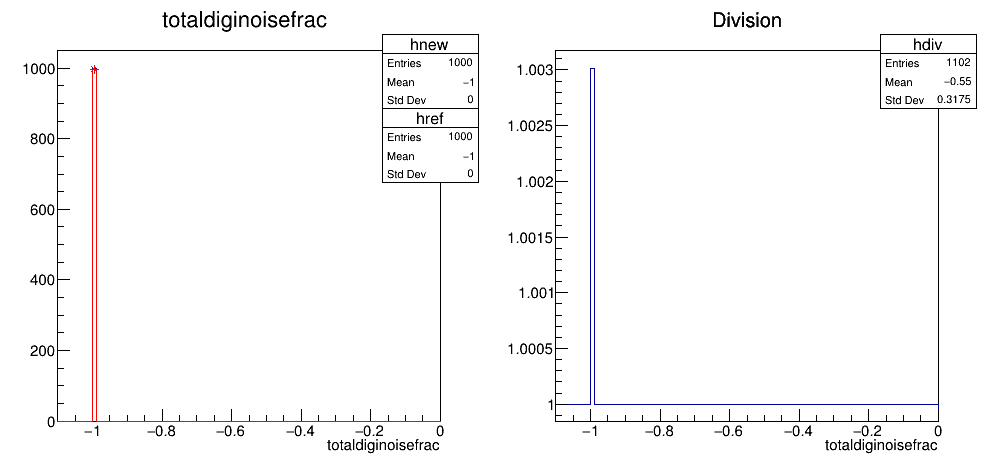 totaldiginoisefrac
hnew
Entries 1000
Mean −1
Std Dev 0
href
Entries 1000
Mean −1
Std Dev 0
1000
800
600
400
200
0
−1 −0.8 −0.6 −0.4 −0.2 0
totaldiginoisefrac
Division
hdiv
Entries 1102
Mean −0.55
Std Dev 0.3175
1.003
1.0025
1.002
1.0015
1.001
1.0005
1
−1 −0.8 −0.6 −0.4 −0.2 0
totaldiginoisefrac